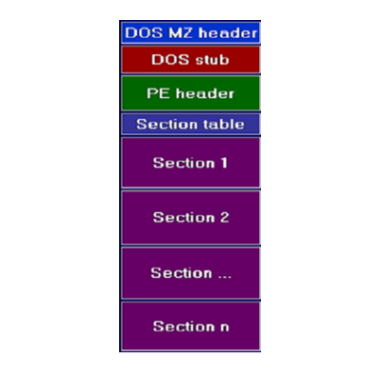 DOS MZ header
DOS stub
PE header
Section table
Section 1
Section 2
Section ...
Section n